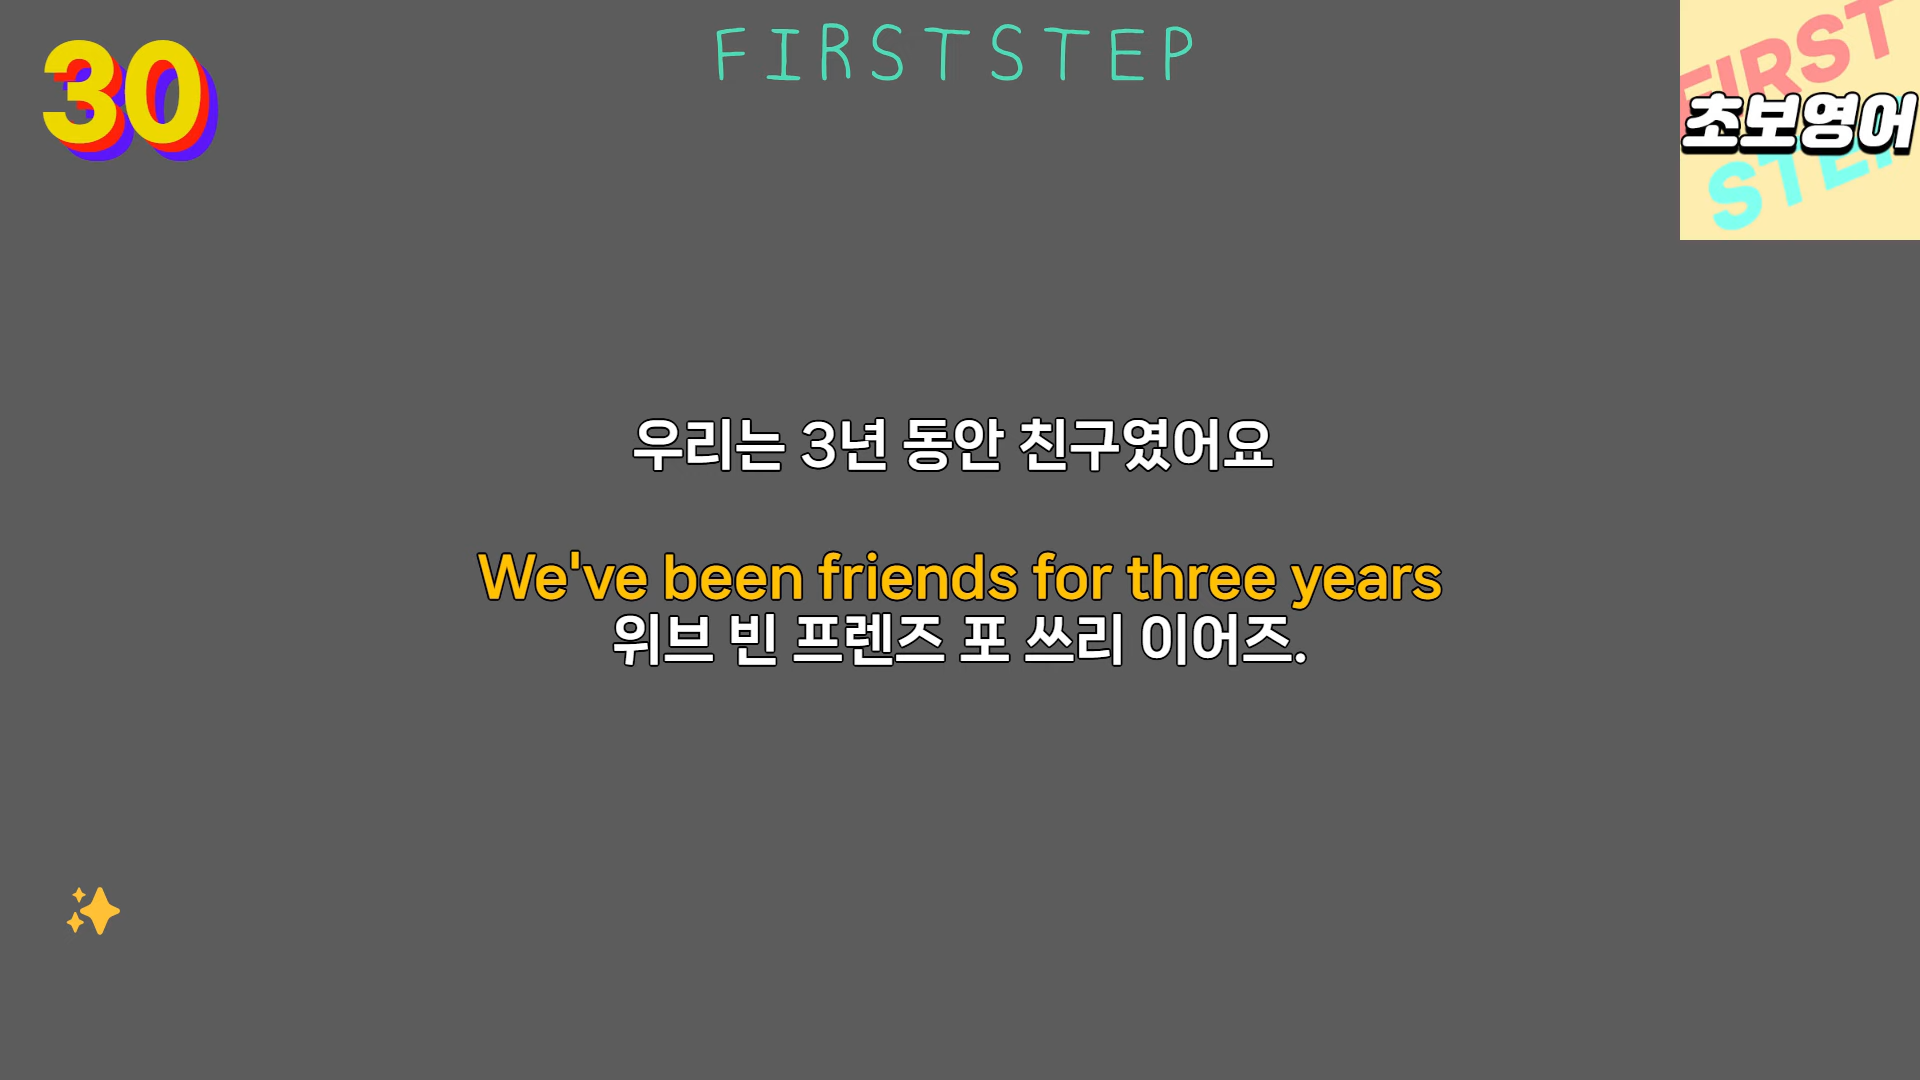 30
FIRSTSTEP
FIRST
초보영어
STEP
우리는 3년 동안 친구였어요
We've been friends for three years
위브 빈 프렌즈 포 쓰리 이어즈.